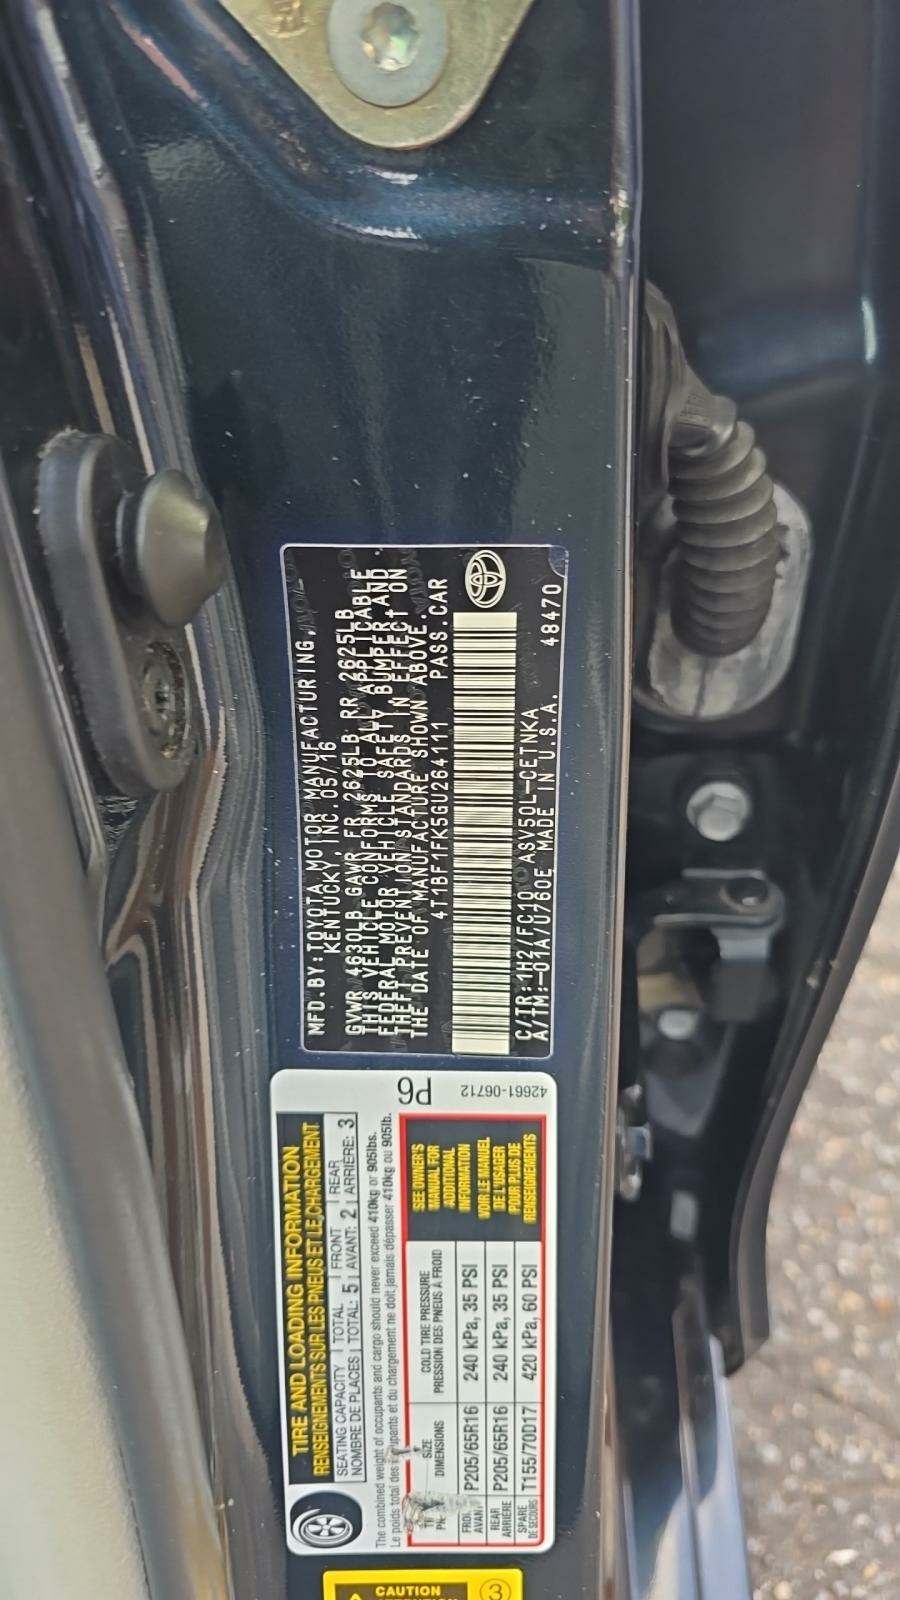 MFD.BY:TOYOTA MOTOR MANUFACTURING,
KENTUCKY, INC. 05/16
GVWR 4630LB GAWR FR 2625LB RR 2625LB
THIS VEHICLE CONFORMS TO ALL APPLICABLE
FEDERAL MOTOR VEHICLE SAFETY, BUMPER, AND
THEFT PREVENTION STANDARDS IN EFFECT ON
THE DATE OF MANUFACTURE SHOWN ABOVE.
4T1BF1FK5GU264111 PASS.CAR
C/TR: 1H2/FC10 ASV50L-CETNKA
A/TM:-01A/U760E MADE IN U.S.A. 48470
TIRE AND LOADING INFORMATION
RENSEIGNEMENTS SUR LES PNEUS ET LE CHARGEMENT
SEATING CAPACITY TOTAL FRONT REAR
NOMBRE DE PLACES TOTAL: 5 AVANT: 2 ARRIÈRE: 3
The combined weight of occupants and cargo should never exceed 410kg or 905lbs.
Le poids total des occupants et du chargement ne doit jamais dépasser 410kg ou 905lb.
SIZE
DIMENSIONS
COLD TIRE PRESSURE
PRESSION DES PNEUS À FROID
AVANT P205/65R16 240 kPa, 35 PSI
REAR
ARRIÈRE P205/65R16 240 kPa, 35 PSI
SPARE
DE SECOURS T155/70D17 420 kPa, 60 PSI
SEE OWNER'S
MANUAL FOR
ADDITIONAL
INFORMATION
VOIR LE MANUEL
DE L'USAGER
POUR PLUS DE
RENSEIGNEMENTS
P6
42661-06712
CAUTION
3